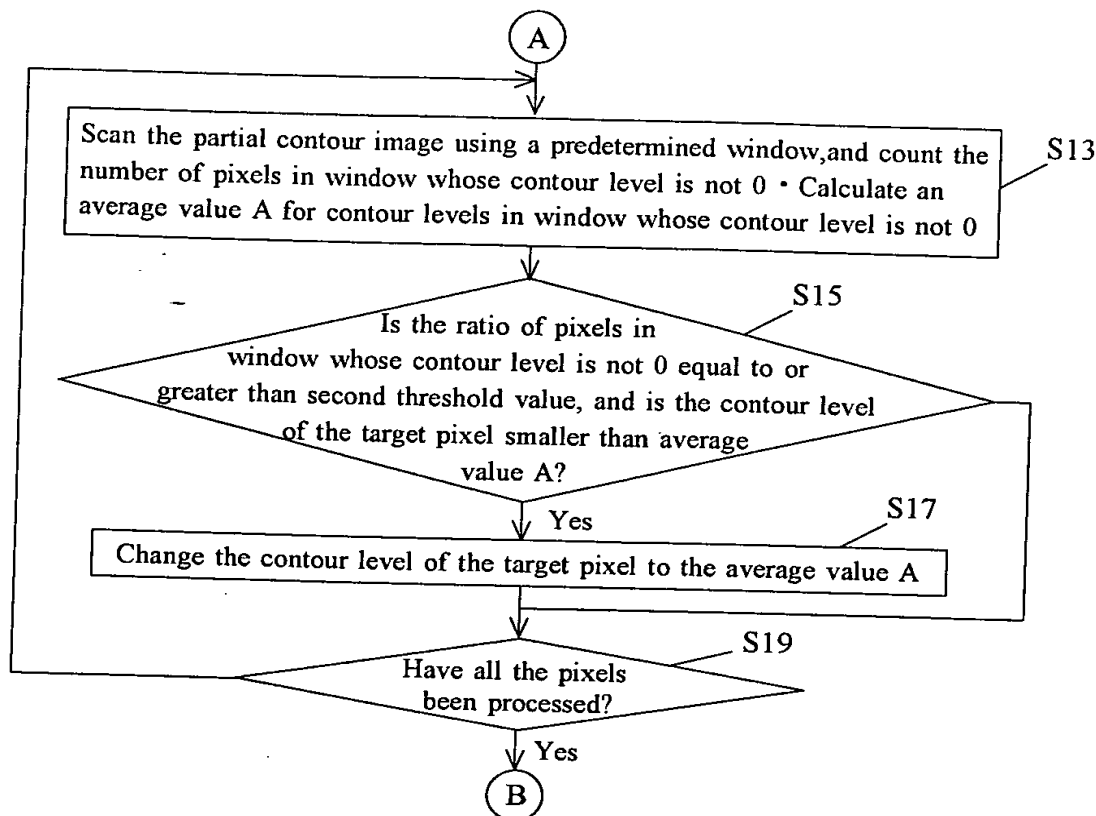 A
Scan the partial contour image using a predetermined window,and count the
number of pixels in window whose contour level is not 0・Calculate an
average value A for contour levels in window whose contour level is not 0
S13
S15
Is the ratio of pixels in
window whose contour level is not 0 equal to or
greater than second threshold value, and is the contour level
of the target pixel smaller than average
value A?
Yes
S17
Change the contour level of the target pixel to the average value A
S19
Have all the pixels
been processed?
Yes
B